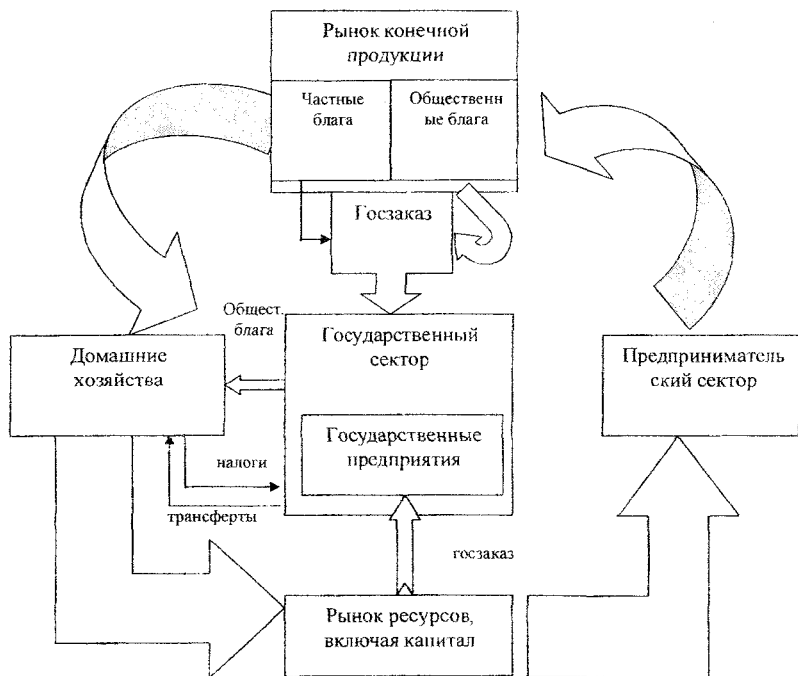 Рынок конечной
продукции
Частные
блага
Общественн
ые блага
Госзаказ
Общест.
блага
Государственный
сектор
Домашние
хозяйства
Предприниматель
ский сектор
Государственные
предприятия
налоги
трансферты
госзаказ
Рынок ресурсов,
включая капитал